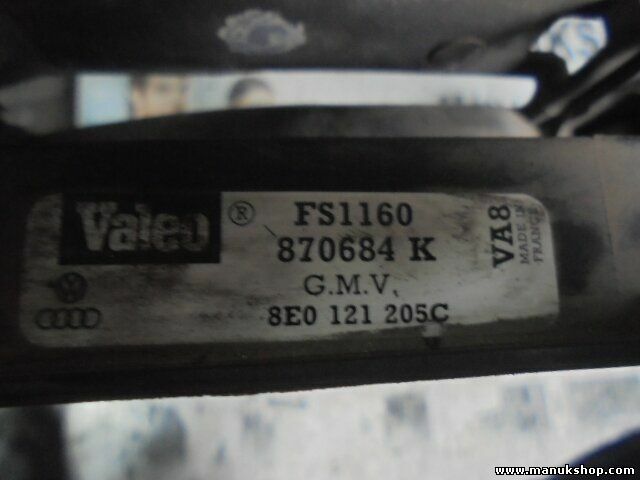 Valeo ® FS1160
870684 K
G.M.V.
8E0 121 205C
VA8
MADE IN
FRANCE
www.manukshop.com